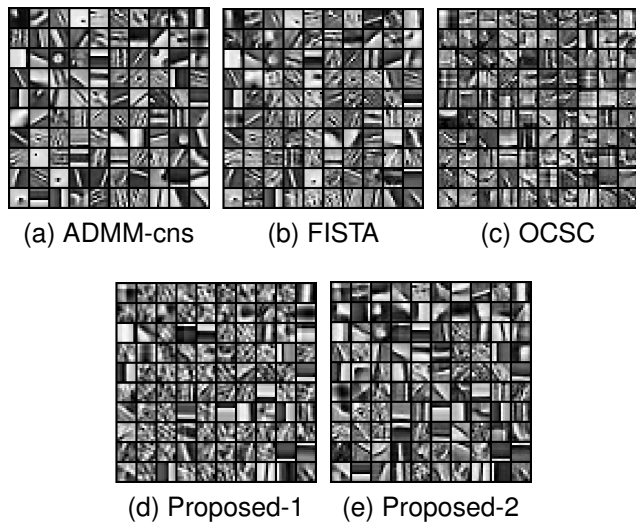 (a) ADMM-cns
(b) FISTA
(c) OCSC
(d) Proposed-1
(e) Proposed-2